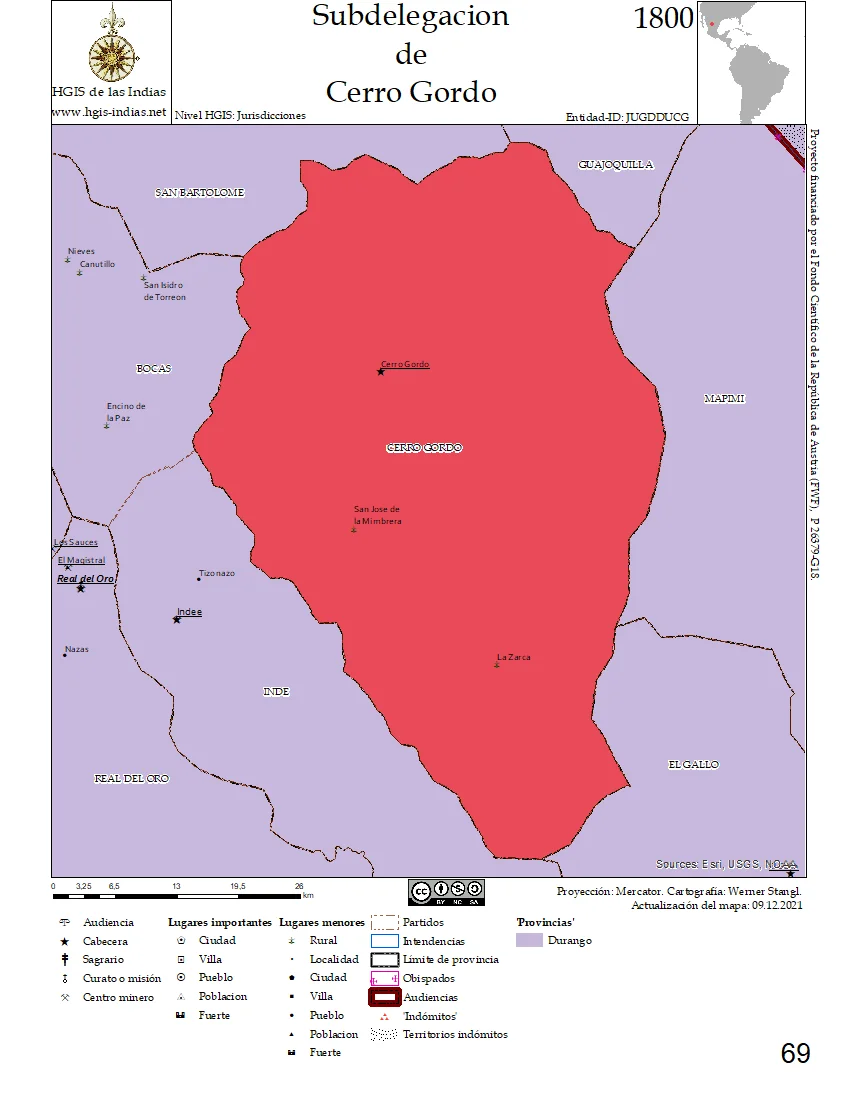 Subdelegacion
de
Cerro Gordo
1800
HGIS de las Indias
www.hgis-indias.net
Nivel HGIS: Jurisdicciones
Entidad-ID: JUGDDUCG
Proyecto financiado por el Fondo Científico de la República de Austria (FWF), P 26379-G18.
GUAJOQUILLA
SAN BARTOLOME
Nieves
Canutillo
San Isidro
de Torreon
Cerro Gordo
BOCAS
MAPIMI
Encino de
la Paz
CERRO GORDO
San Jose de
la Mimbrera
Los Sauces
El Magistral
Real del Oro
Tizonazo
Indee
Nazas
La Zarca
INDE
REAL DEL ORO
EL GALLO
Sources: Esri, USGS, NOAA
0 3,25 6,5 13 19,5 26
km
cc
BY NC SA
Proyección: Mercator. Cartografía: Werner Stangl.
Actualización del mapa: 09.12.2021
Audiencia
Cabecera
Sagrario
Curato o misión
Centro minero
Lugares importantes
Ciudad
Villa
Pueblo
Poblacion
Fuerte
Lugares menores
Rural
Localidad
Ciudad
Villa
Pueblo
Poblacion
Fuerte
Partidos
Intendencias
Límite de provincia
Obispados
Audiencias
'Indómitos'
Territorios indómitos
'Provincias'
Durango
69